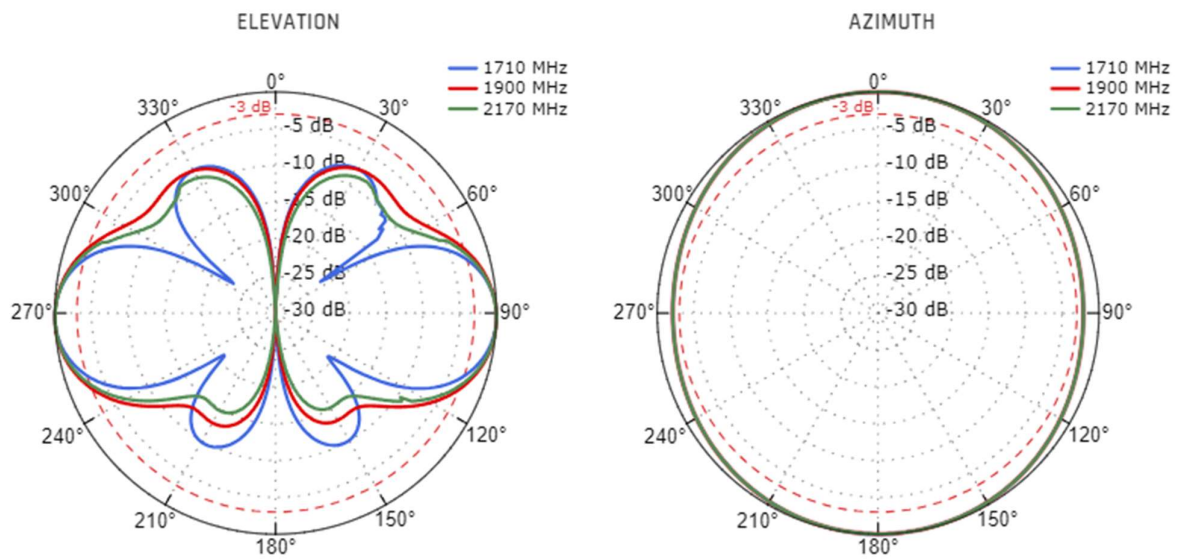 ELEVATION
1710 MHz
1900 MHz
2170 MHz
0°
330°
-3 dB
30°
-5 dB
-10 dB
300°
60°
-15 dB
-20 dB
-25 dB
270°
-30 dB
90°
240°
120°
210°
150°
180°
AZIMUTH
1710 MHz
1900 MHz
2170 MHz
0°
330°
-3 dB
30°
-5 dB
-10 dB
300°
60°
-15 dB
-20 dB
-25 dB
270°
-30 dB
90°
240°
120°
210°
150°
180°